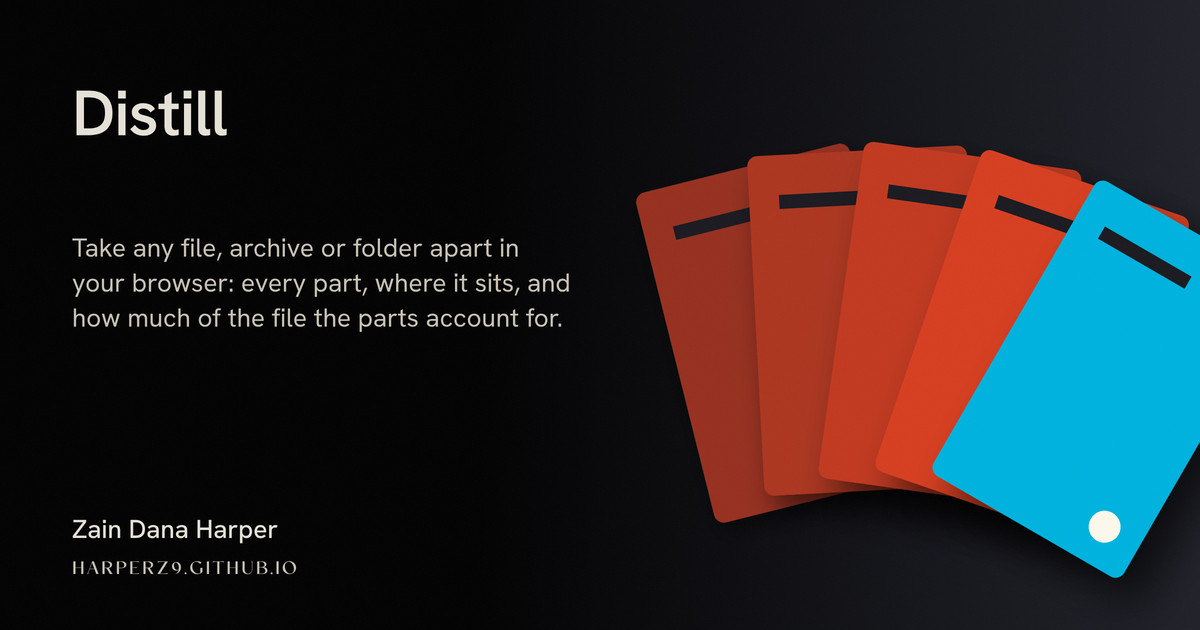 Distill
Take any file, archive or folder apart in
your browser: every part, where it sits, and
how much of the file the parts account for.
Zain Dana Harper
HARPERZ9.GITHUB.IO